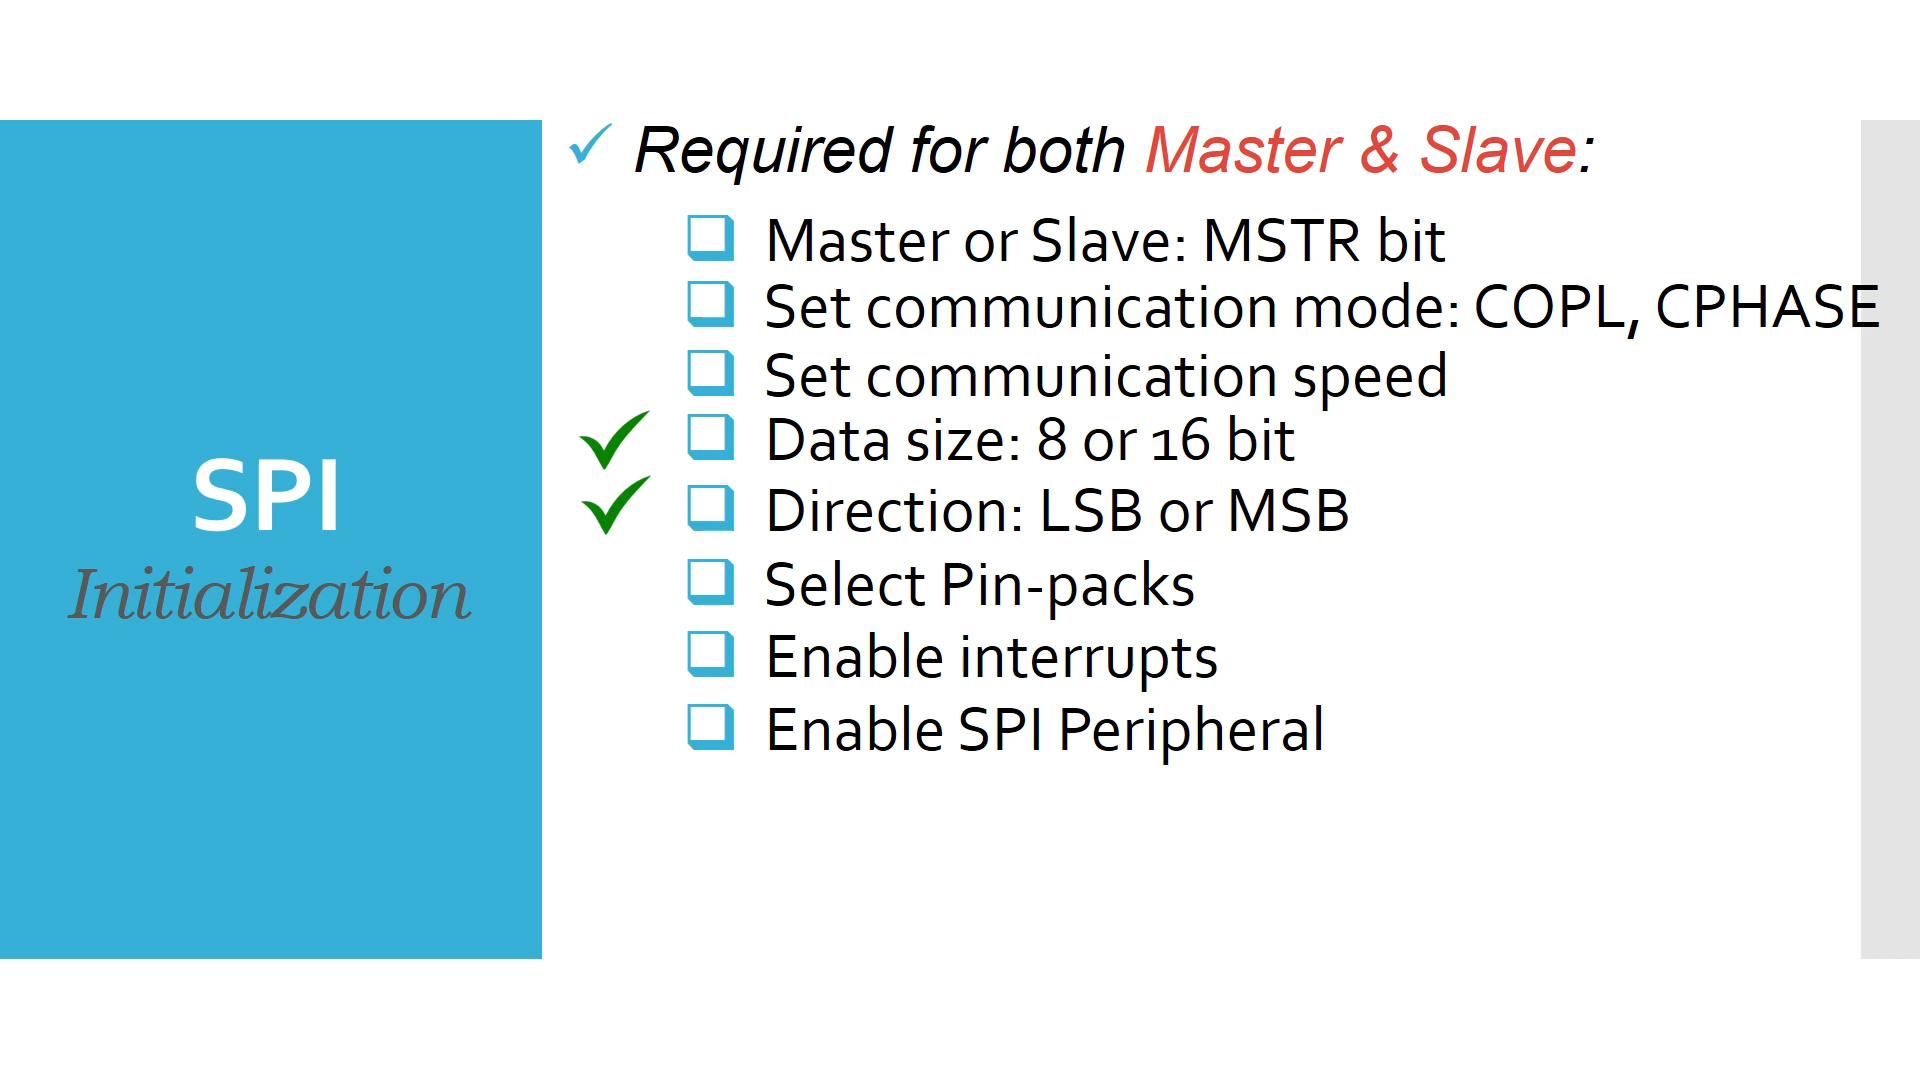 SPI
Initialization
Required for both Master & Slave:
Master or Slave: MSTR bit
Set communication mode: COPL, CPHASE
Set communication speed
Data size: 8 or 16 bit
Direction: LSB or MSB
Select Pin-packs
Enable interrupts
Enable SPI Peripheral